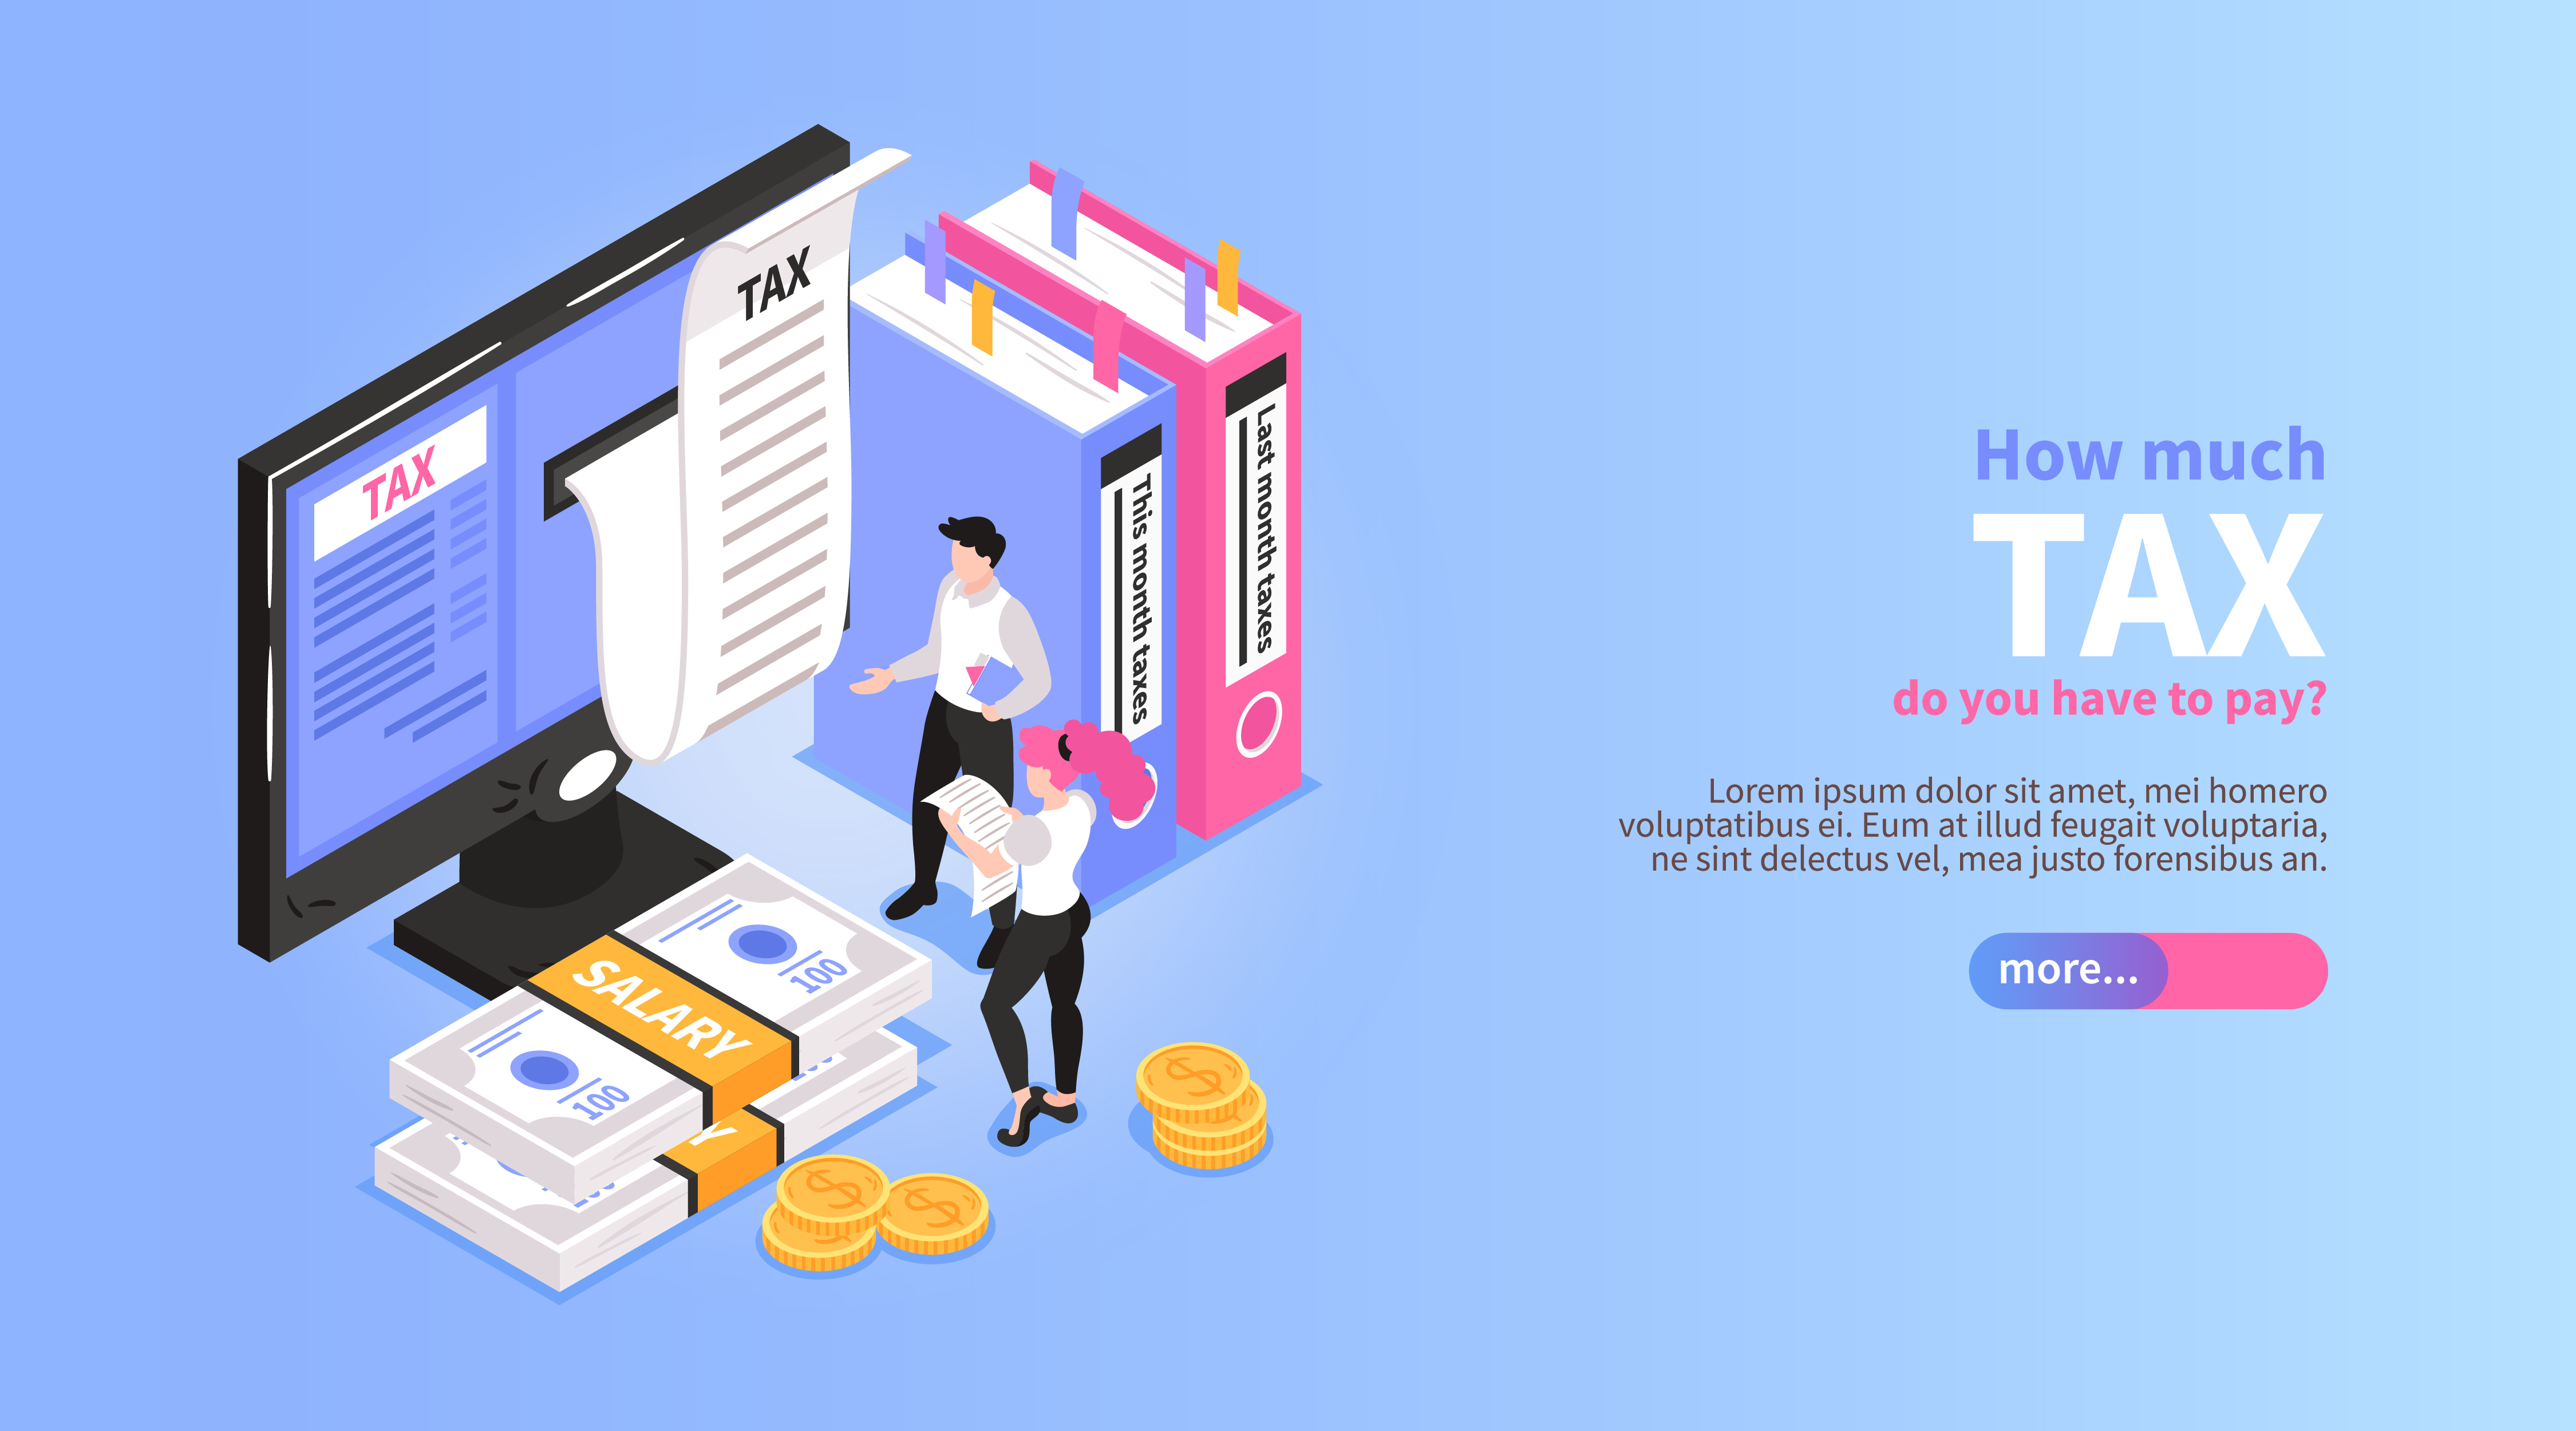 TAX
TAX
This month taxes
Last month taxes
100
SALARY
100
Y
How much
TAX
do you have to pay?
Lorem ipsum dolor sit amet, mei homero
voluptatibus ei. Eum at illud feugait voluptaria,
ne sint delectus vel, mea justo forensibus an.
more...